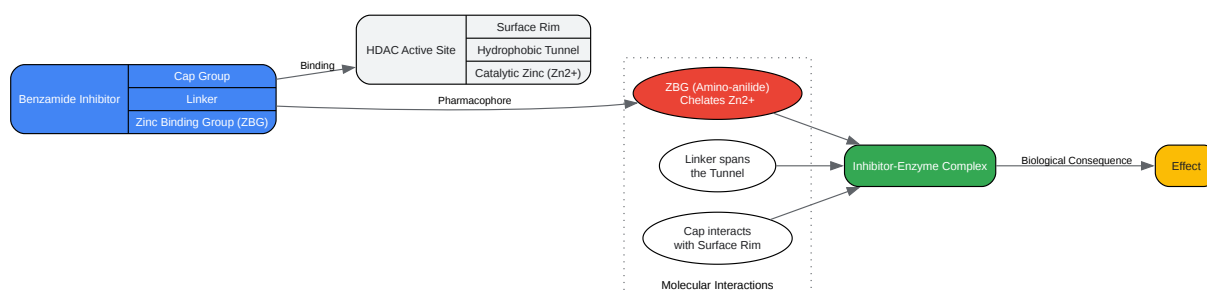 Benzamide Inhibitor
Cap Group
Linker
Zinc Binding Group (ZBG)
Binding
HDAC Active Site
Surface Rim
Hydrophobic Tunnel
Catalytic Zinc (Zn2+)
Pharmacophore
ZBG (Amino-anilide)
Chelates Zn2+
Linker spans
the Tunnel
Cap interacts
with Surface Rim
Molecular Interactions
Inhibitor-Enzyme Complex
Biological Consequence
Effect